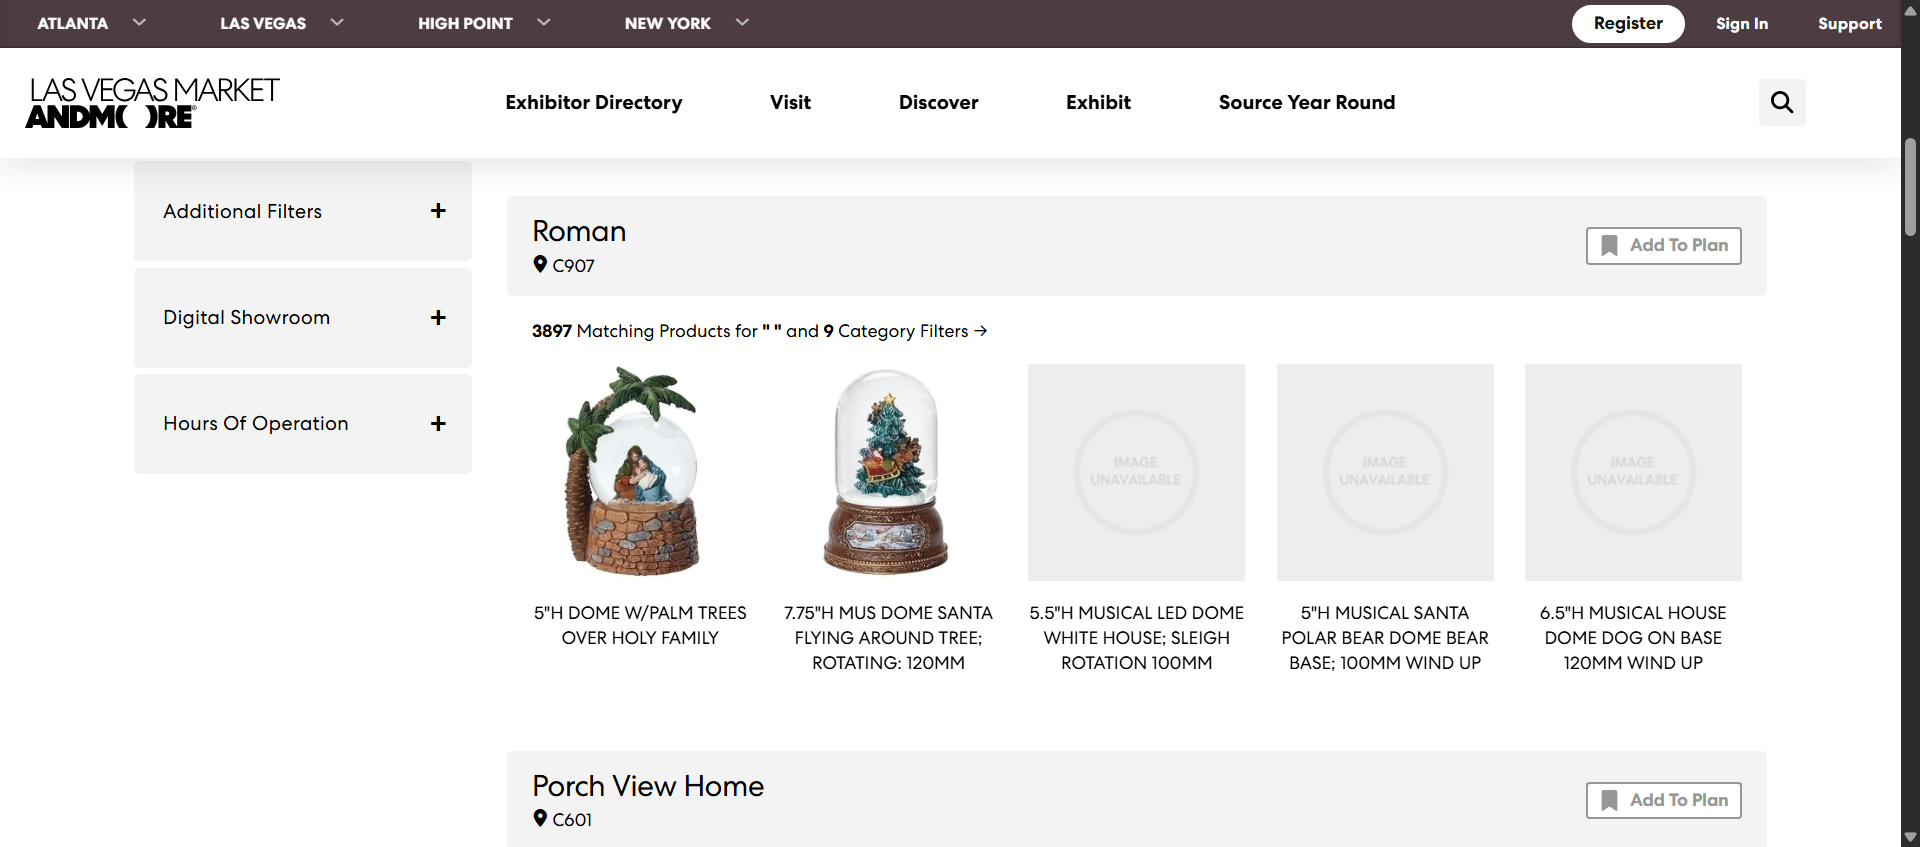 ATLANTA LAS VEGAS HIGH POINT NEW YORK Register Sign In Support
LAS VEGAS MARKET
ANDMORE®
Exhibitor Directory Visit Discover Exhibit Source Year Round
Additional Filters +
Digital Showroom +
Hours Of Operation +
Roman
C907
Add To Plan
3897 Matching Products for " " and 9 Category Filters →
IMAGE
UNAVAILABLE
IMAGE
UNAVAILABLE
IMAGE
UNAVAILABLE
5"H DOME W/PALM TREES
OVER HOLY FAMILY
7.75"H MUS DOME SANTA
FLYING AROUND TREE;
ROTATING: 120MM
5.5"H MUSICAL LED DOME
WHITE HOUSE; SLEIGH
ROTATION 100MM
5"H MUSICAL SANTA
POLAR BEAR DOME BEAR
BASE; 100MM WIND UP
6.5"H MUSICAL HOUSE
DOME DOG ON BASE
120MM WIND UP
Porch View Home
C601
Add To Plan